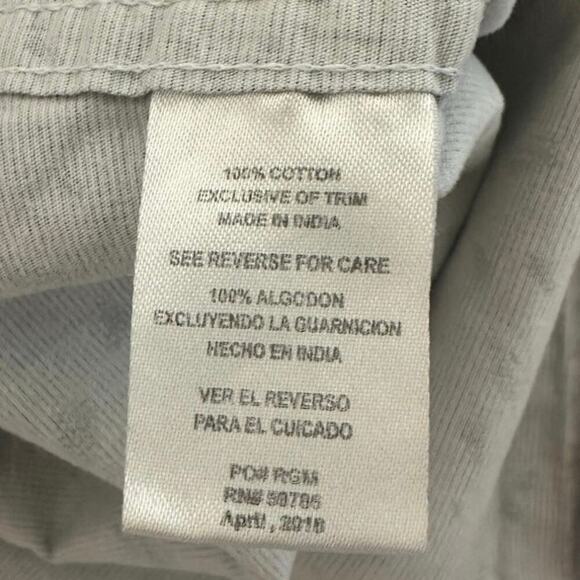 100% COTTON
EXCLUSIVE OF TRIM
MADE IN INDIA
SEE REVERSE FOR CARE
100% ALGODON
EXCLUYENDO LA GUARNICION
HECHO EN INDIA
VER EL REVERSO
PARA EL CUICADO
PO# RGM
RN#
April, 2018